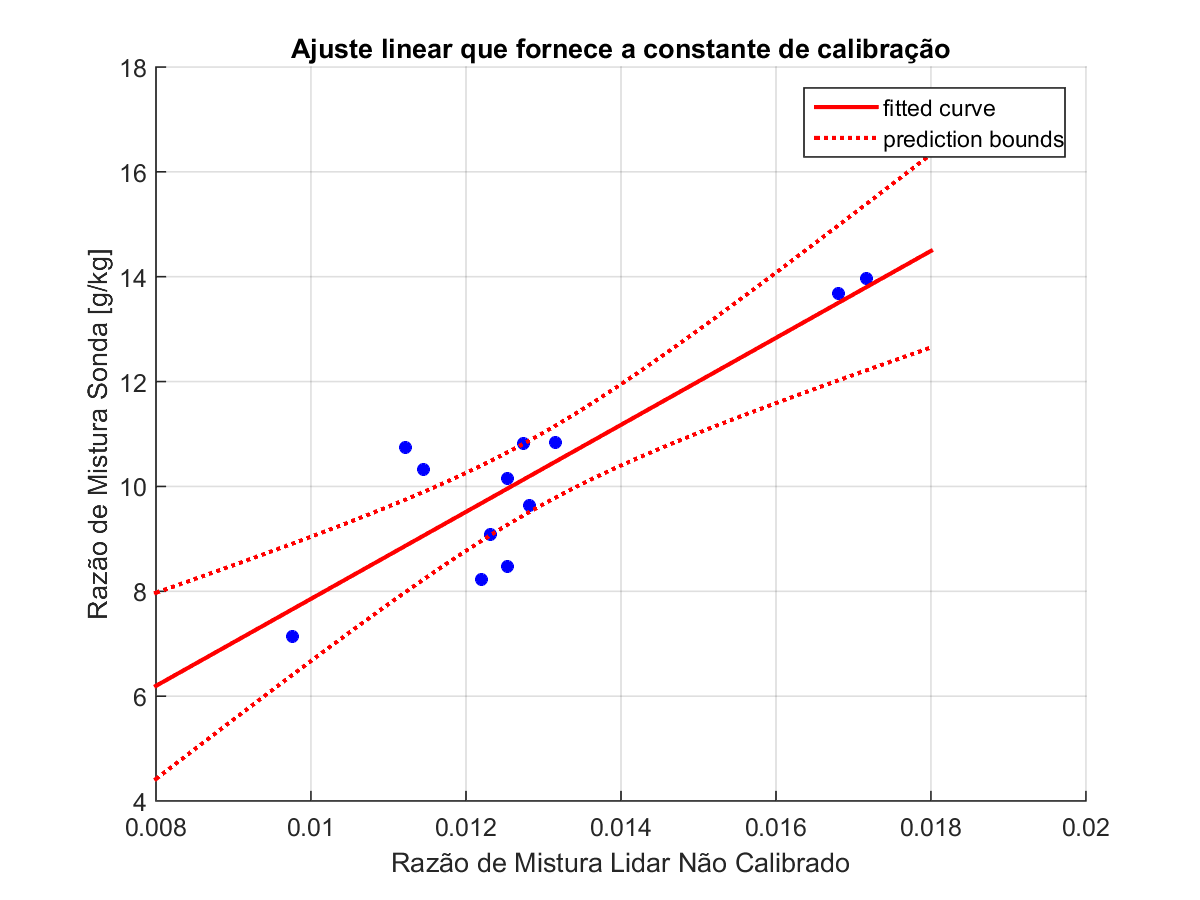 Ajuste linear que fornece a constante de calibração
fitted curve
prediction bounds
Razão de Mistura Sonda [g/kg]
18
16
14
12
10
8
6
4
0.008 0.01 0.012 0.014 0.016 0.018 0.02
Razão de Mistura Lidar Não Calibrado